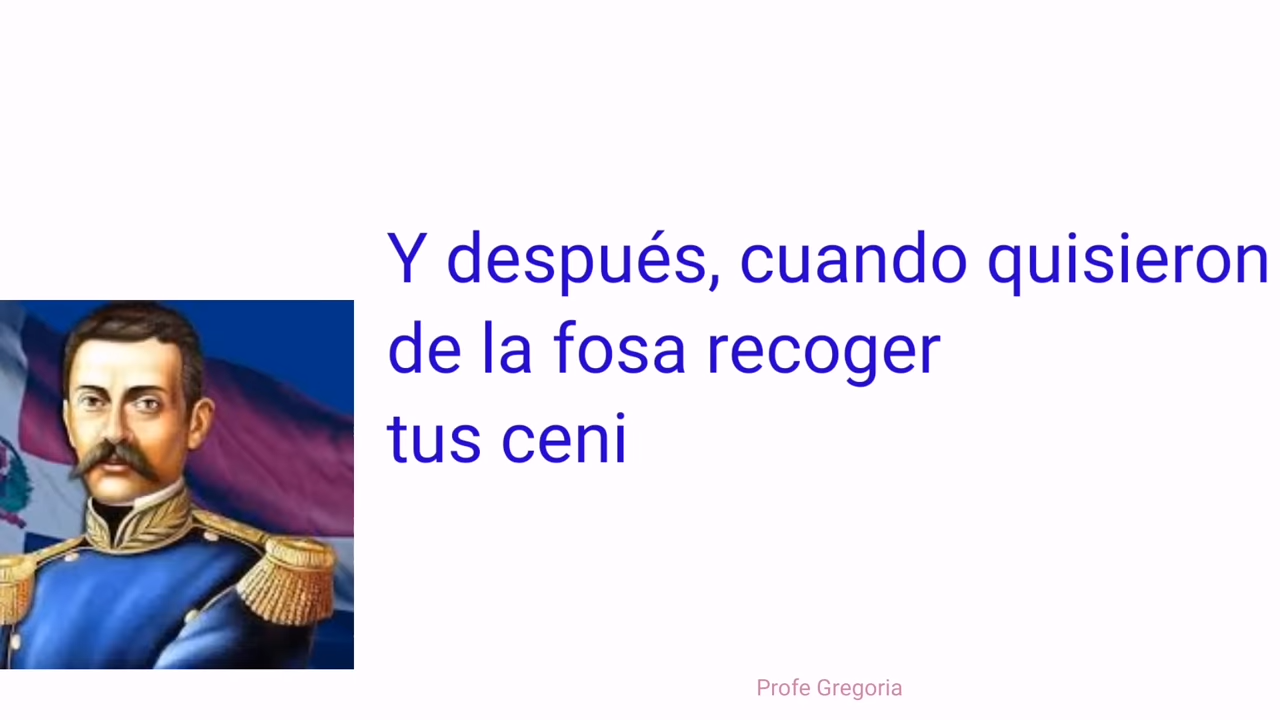 Y después, cuando quisieron
de la fosa recoger
tus ceni
Profe Gregoria